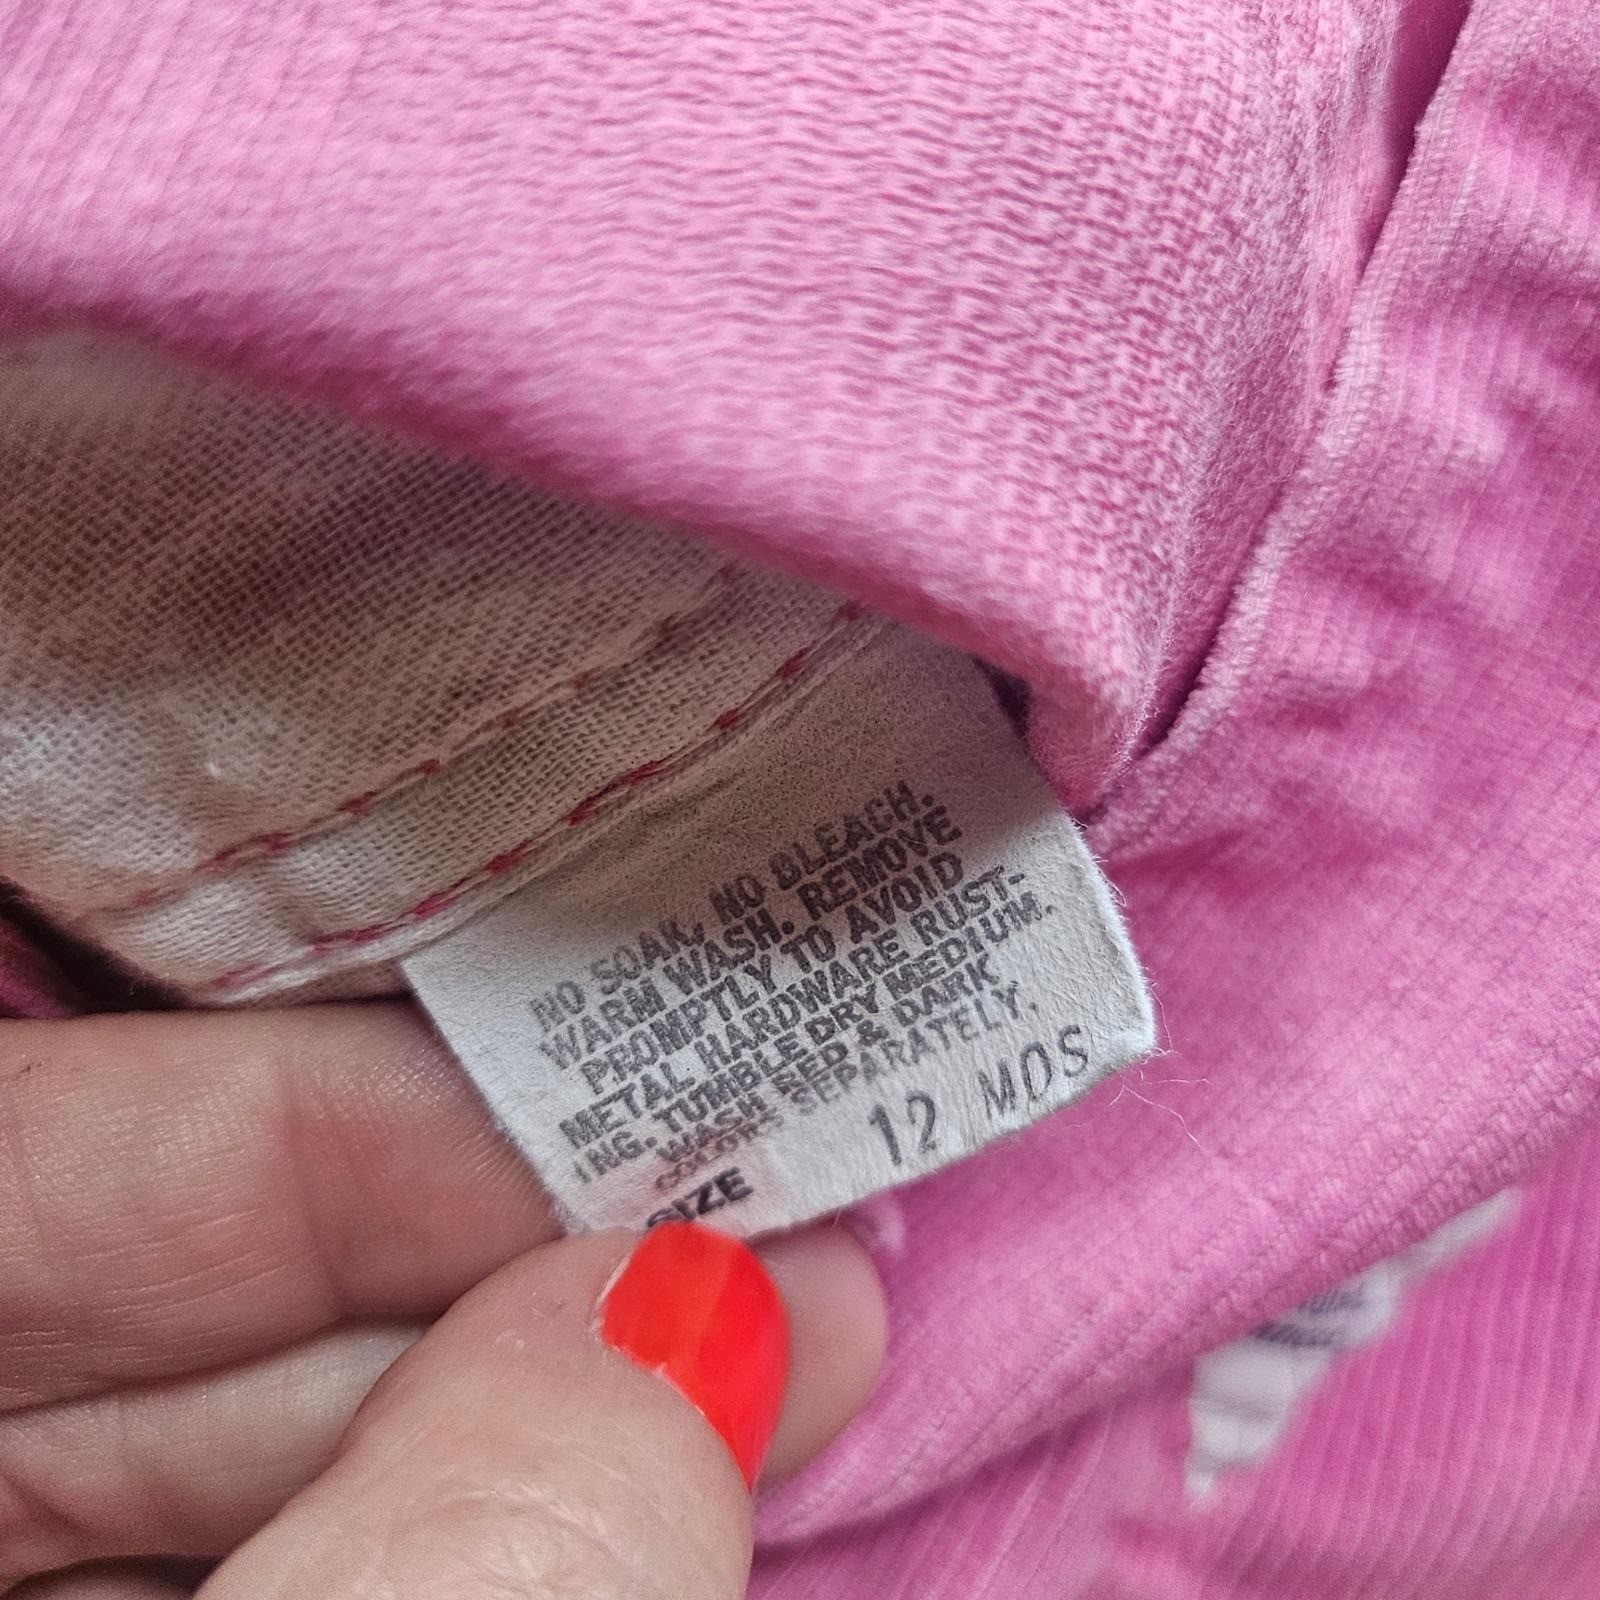 NO SOAK, NO BLEACH.
WARM WASH. REMOVE
PROMPTLY TO AVOID
METAL HARDWARE RUST-
ING. TUMBLE DRY MEDIUM.
WASH RED & DARK
COLORS SEPARATELY.
SIZE 12 MOS